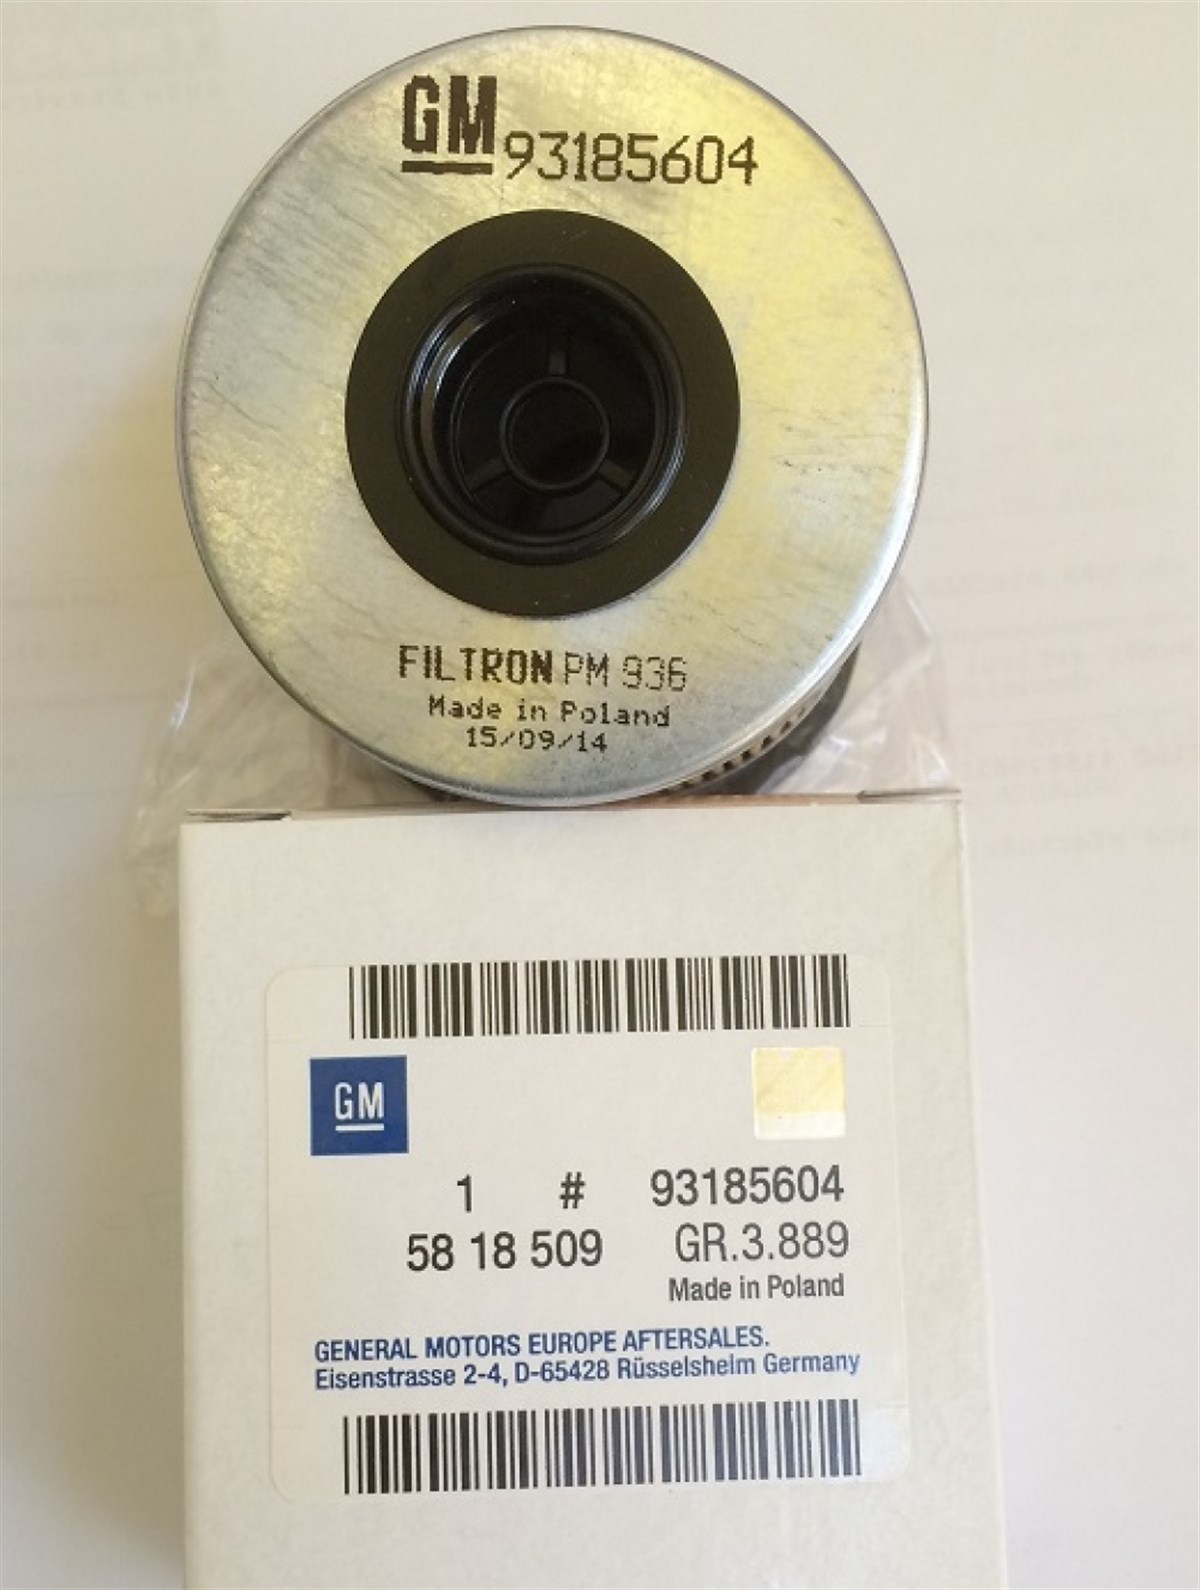 GM 93185604
FILTRON PM 936
Made in Poland
15/09/14
GM
1 # 93185604
58 18 509 GR.3.889
Made in Poland
GENERAL MOTORS EUROPE AFTERSALES.
Eisenstrasse 2-4, D-65428 Rüsselsheim Germany